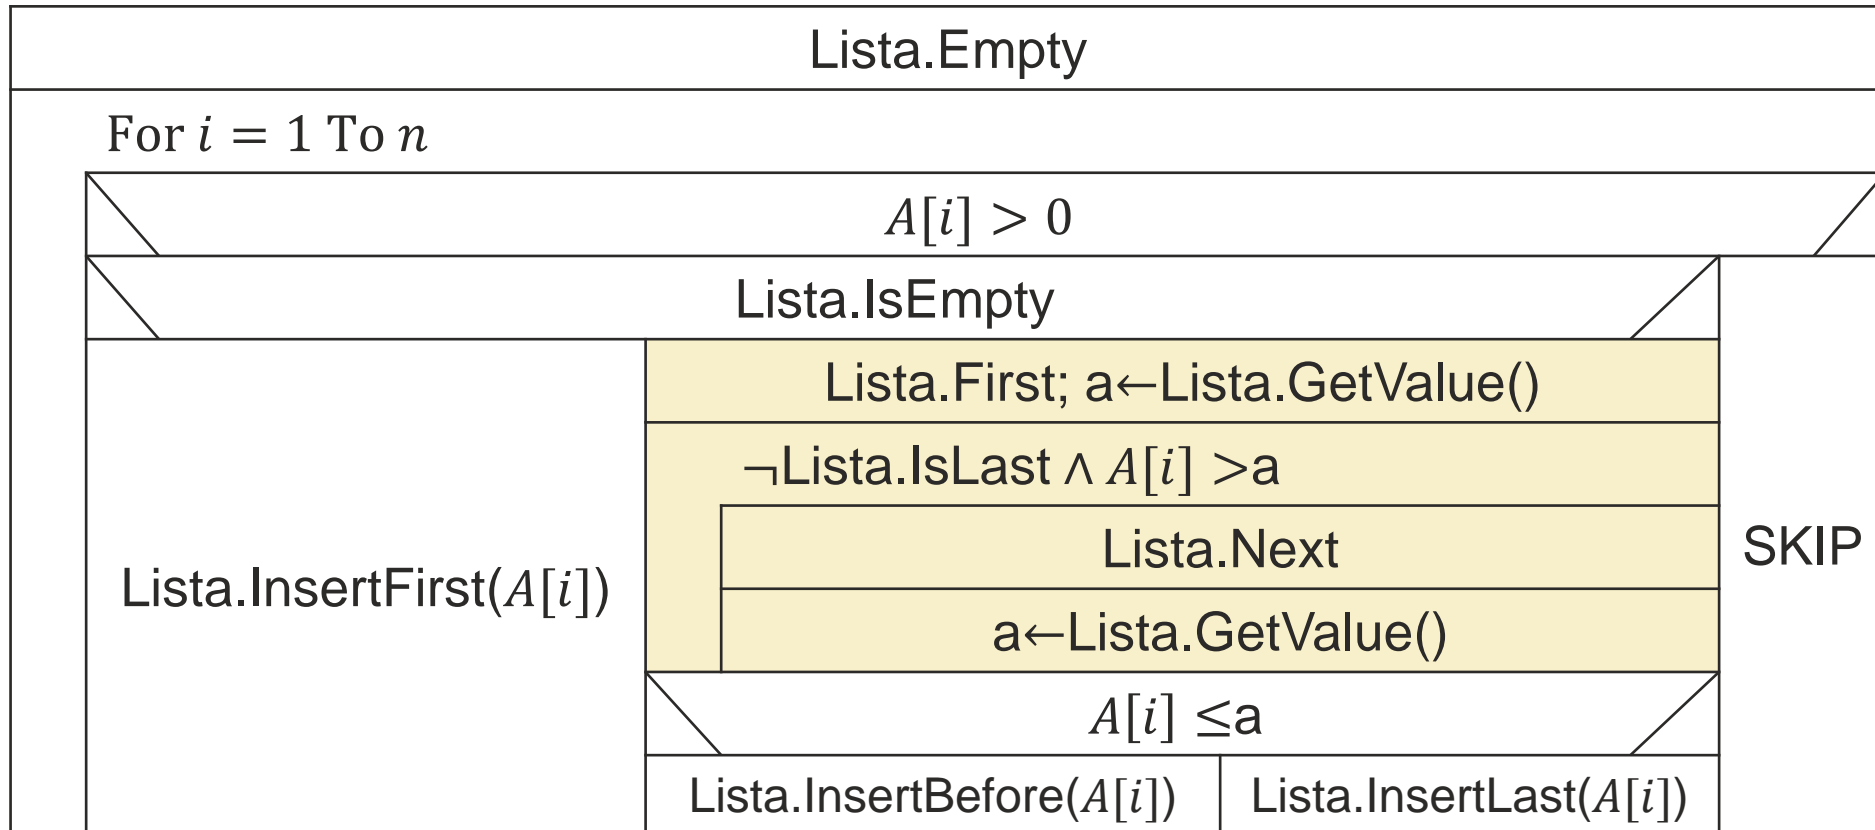 Lista.Empty
For i = 1 To n
A[i] > 0
Lista.IsEmpty
Lista.First; a←Lista.GetValue()
¬Lista.IsLast ∧ A[i] >a
Lista.Next
SKIP
Lista.InsertFirst(A[i])
a←Lista.GetValue()
A[i] ≤a
Lista.InsertBefore(A[i])
Lista.InsertLast(A[i])